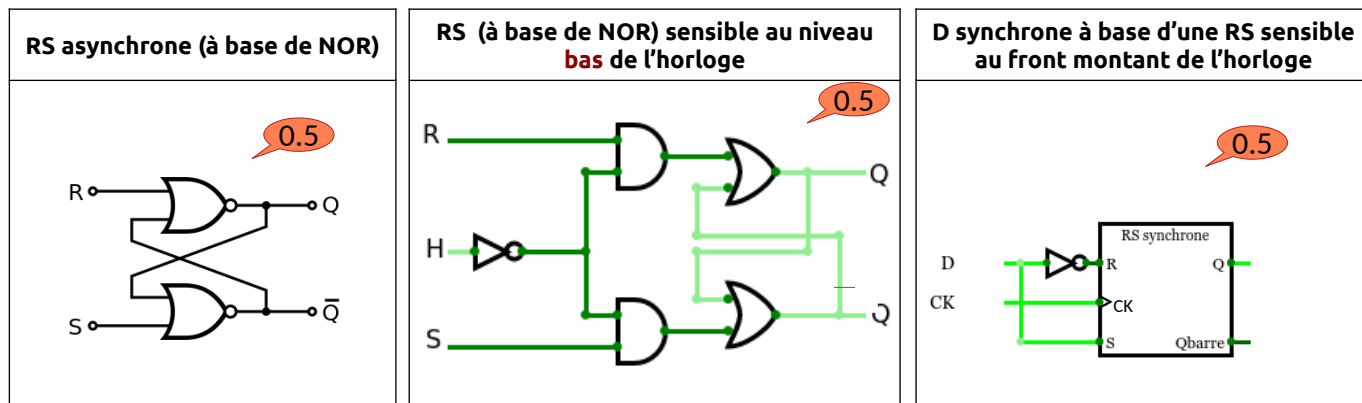 RS asynchrone (à base de NOR)
0.5
R
Q
S
Q
RS (à base de NOR) sensible au niveau
bas de l’horloge
0.5
R
Q
H
S
Q
D synchrone à base d’une RS sensible
au front montant de l’horloge
0.5
RS synchrone
D
R
Q
CK
CK
S
Qbarre